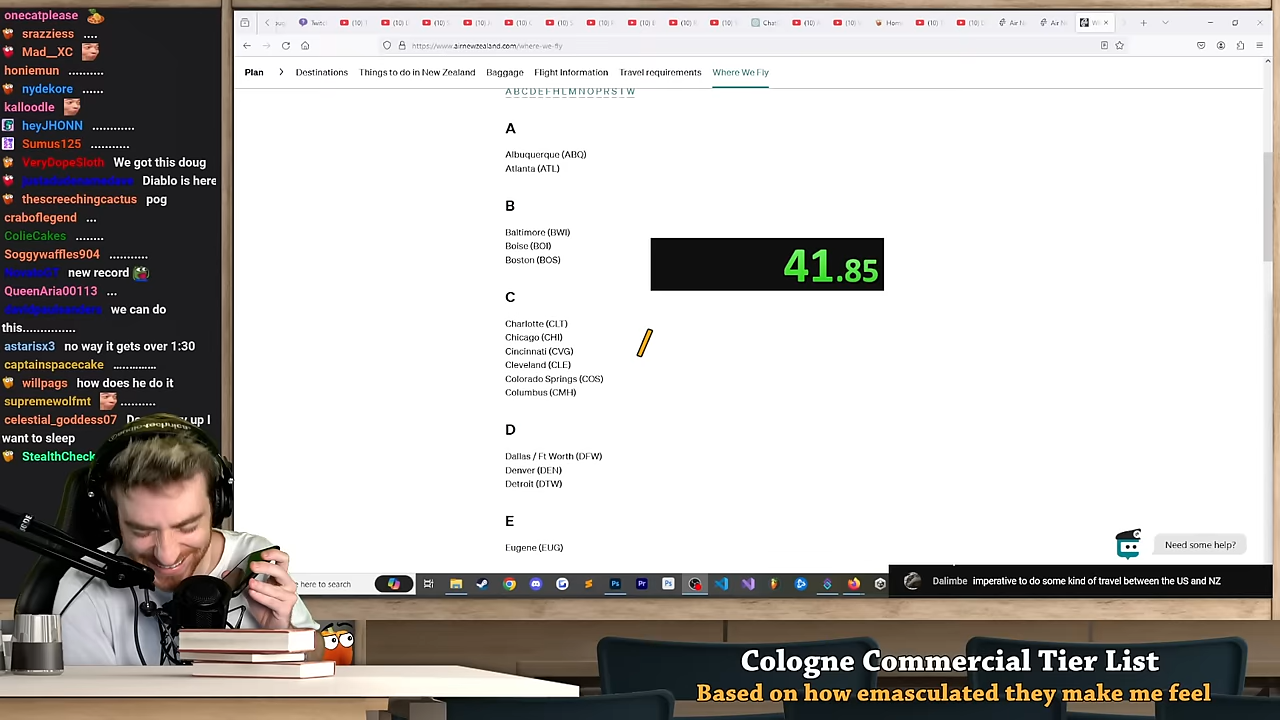 onecatplease
srazziess ....
Mad__XC
honiemun ..........
nydekore ......
kalloodle
heyJHONN ............
Sumus125 ...........
VeryDopeSloth We got this doug
Diablo is here
thescreechingcactus pog
craboflegend ...
ColieCakes ........
Soggywaffles904 ..........
new record
QueenAria00113 ...
we can do
this...............
astarisx3 no way it gets over 1:30
captainspacecake ..............
willpags how does he do it
supremewolfmt ..........
celestial_goddess07 up I
want to sleep
StealthCheck
https://www.airnewzealand.com/where-we-fly
Plan Destinations Things to do in New Zealand Baggage Flight Information Travel requirements Where We Fly
A B C D E F H L M N O P R S T W
A
Albuquerque (ABQ)
Atlanta (ATL)
B
Baltimore (BWI)
Boise (BOI)
Boston (BOS)
41.85
C
Charlotte (CLT)
Chicago (CHI)
Cincinnati (CVG)
Cleveland (CLE)
Colorado Springs (COS)
Columbus (CMH)
D
Dallas / Ft Worth (DFW)
Denver (DEN)
Detroit (DTW)
E
Eugene (EUG)
Need some help?
here to search
Dalimbe imperative to do some kind of travel between the US and NZ
Cologne Commercial Tier List
Based on how emasculated they make me feel